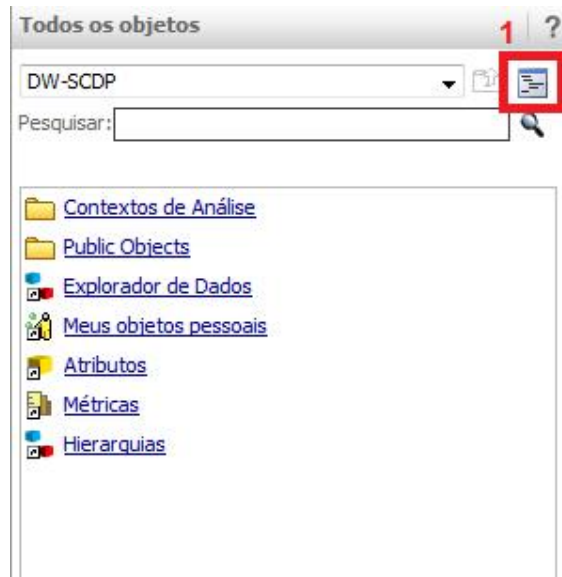 Todos os objetos 1 ?
DW-SCDP
Pesquisar:
Contextos de Análise
Public Objects
Explorador de Dados
Meus objetos pessoais
Atributos
Métricas
Hierarquias